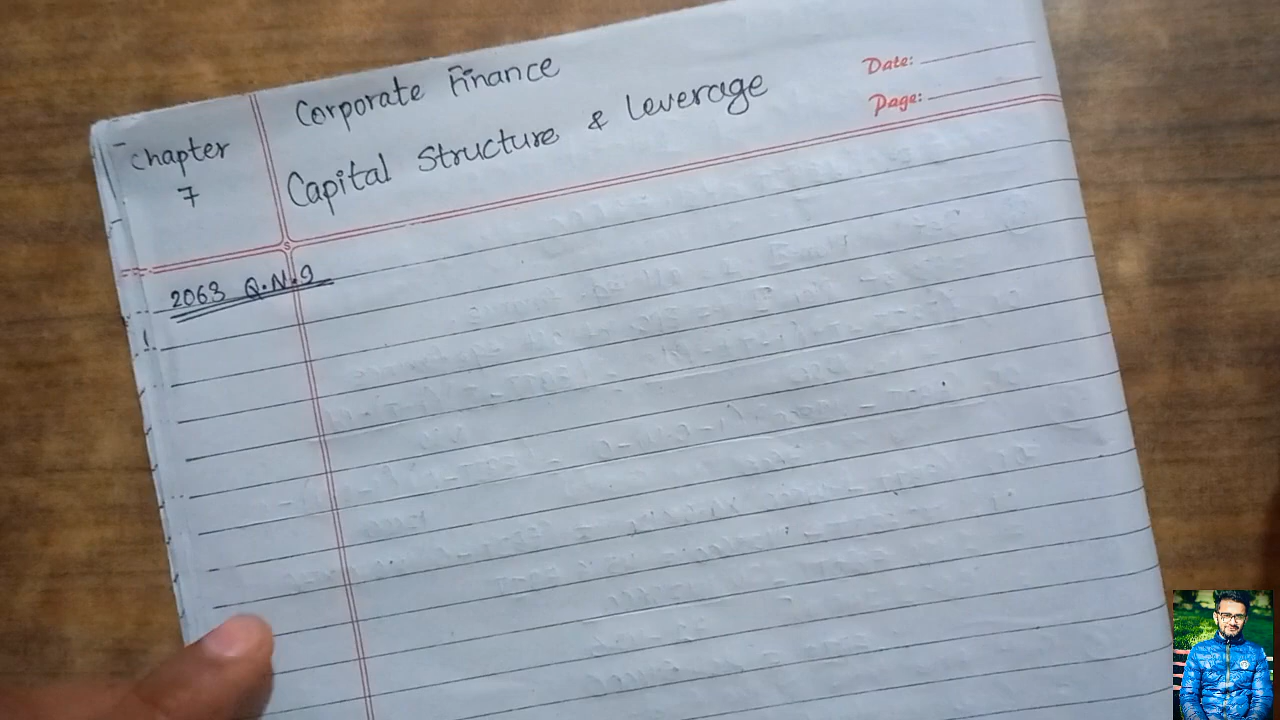 Corporate Finance
Date:
Page:
Chapter
7
Capital Structure & Leverage
2063 Q.N.9